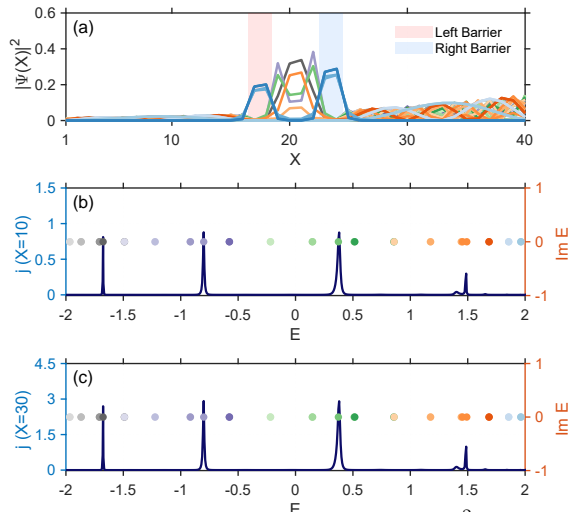 (a)
|Ψ(X)|²
0.6
0.4
0.2
0
Left Barrier
Right Barrier
1 10 20 30 40
X
(b)
j (X=10)
1.5
1
0.5
0
1
0
-1
Im E
-2 -1.5 -1 -0.5 0 0.5 1 1.5 2
E
(c)
j (X=30)
4.5
3
1.5
0
1
0
-1
Im E
-2 -1.5 -1 -0.5 0 0.5 1 1.5 2
E